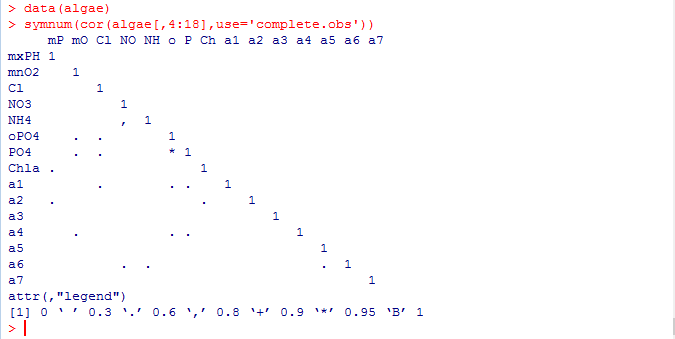 > data(algae)
> symnum(cor(algae[,4:18],use='complete.obs'))
     mP mO Cl NO NH o P Ch a1 a2 a3 a4 a5 a6 a7
mxPH 1
mnO2    1
Cl         1
NO3           1
NH4           ,  1
oPO4    .  .        1
PO4     .  .        * 1
Chla .                  1
a1         .        . .    1
a2   .                  .     1
a3                               1
a4      .           . .             1
a5                                     1
a6            .  .                     .  1
a7                                           1
attr(,"legend")
[1] 0 ‘ ’ 0.3 ‘.’ 0.6 ‘,’ 0.8 ‘+’ 0.9 ‘*’ 0.95 ‘B’ 1
>